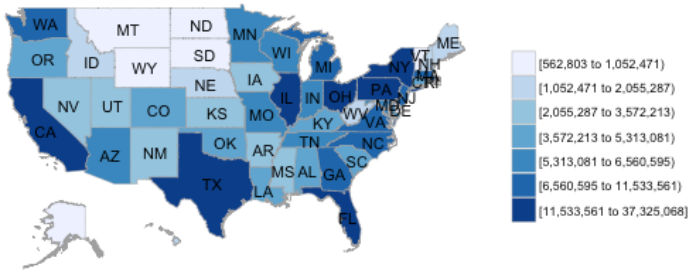 WA
MT
ND
MN
OR
ID
SD
WI
MI
WY
NE
IA
NY
VT
NH
ME
MA
CT
RI
NV
UT
CO
KS
MO
IL
IN
OH
PA
NJ
MD
DE
CA
KY
WV
VA
AZ
NM
OK
AR
TN
NC
TX
LA
MS
AL
GA
SC
FL
[562,803 to 1,052,471)
[1,052,471 to 2,055,287)
[2,055,287 to 3,572,213)
[3,572,213 to 5,313,081)
[5,313,081 to 6,560,595)
[6,560,595 to 11,533,561)
[11,533,561 to 37,325,068]